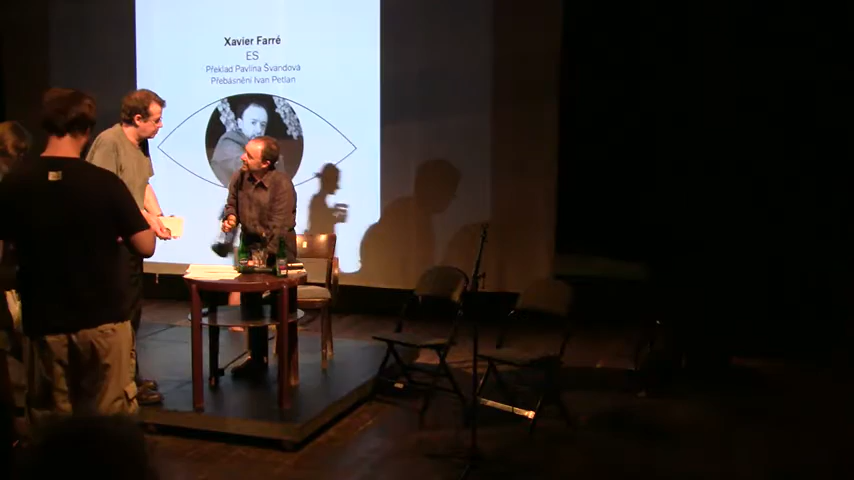 Xavier Farré
ES
Překlad Pavlína Švandová
Přebásnění Ivan Petlan